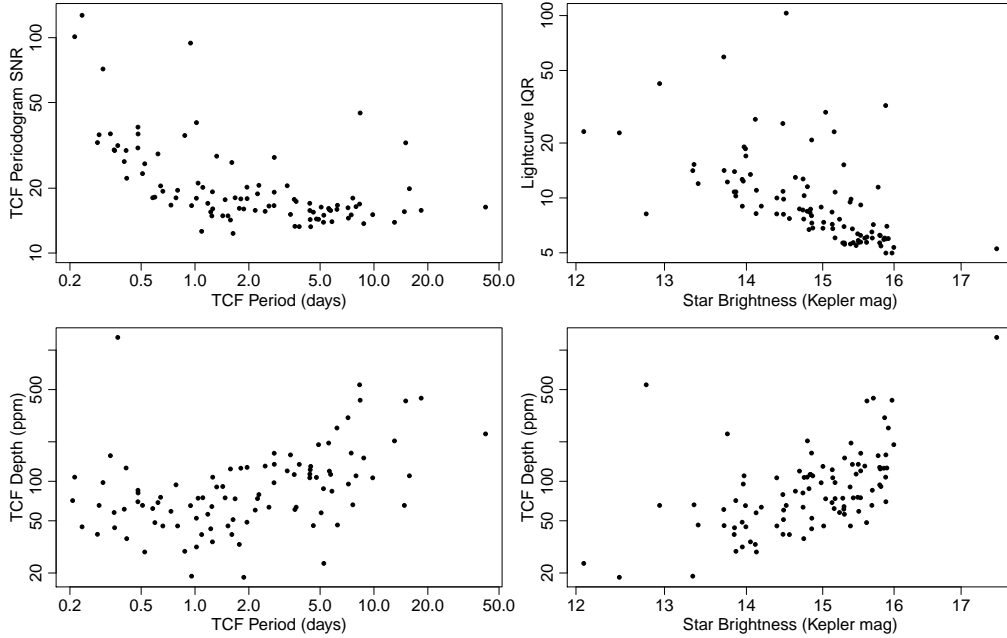 TCF Periodogram SNR
100
50
20
10
0.2 0.5 1.0 2.0 5.0 10.0 20.0 50.0
TCF Period (days)
Lightcurve IQR
100
50
20
10
5
12 13 14 15 16 17
Star Brightness (Kepler mag)
TCF Depth (ppm)
500
200
100
50
20
0.2 0.5 1.0 2.0 5.0 10.0 20.0 50.0
TCF Period (days)
TCF Depth (ppm)
500
200
100
50
20
12 13 14 15 16 17
Star Brightness (Kepler mag)